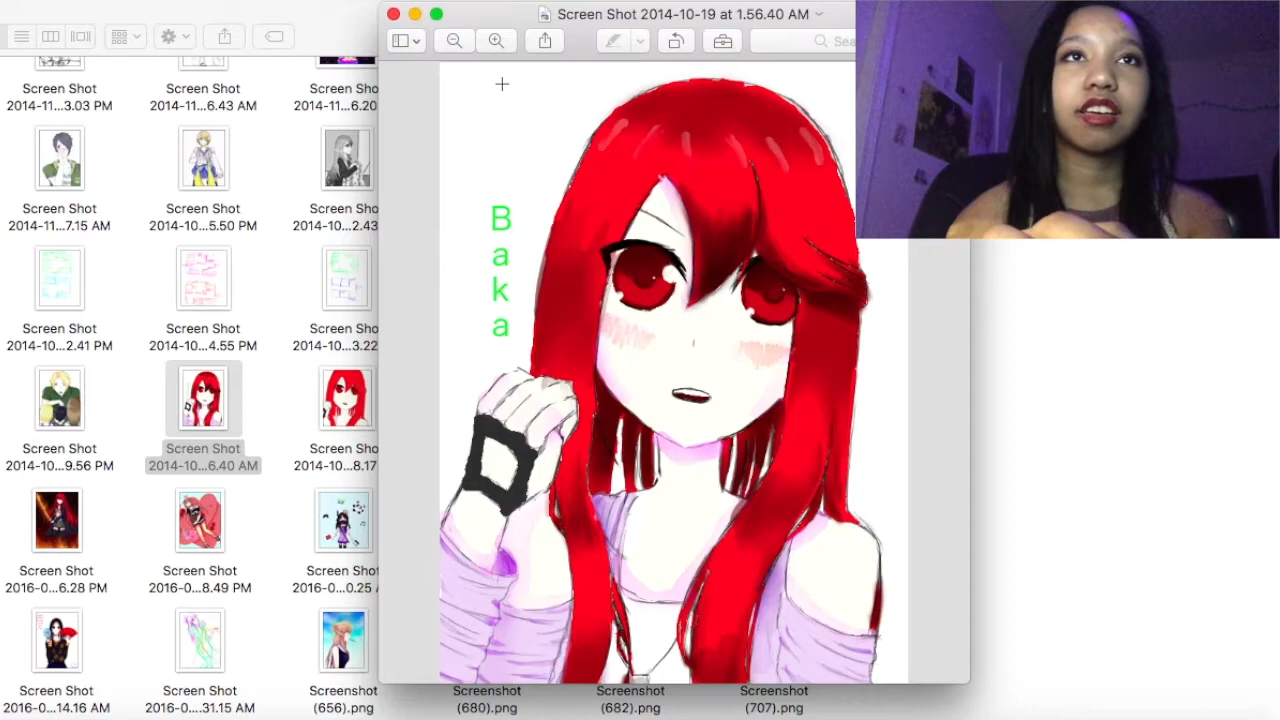 Screen Shot 2014-10-19 at 1.56.40 AM
Sea
Screen Shot
2014-11...3.03 PM
Screen Shot
2014-11...6.43 AM
Screen Shot
2014-11...6.20
Screen Shot
2014-11...7.15 AM
Screen Shot
2014-10...5.50 PM
Screen Shot
2014-10...2.43
Screen Shot
2014-10...2.41 PM
Screen Shot
2014-10...4.55 PM
Screen Shot
2014-10...3.22
Screen Shot
2014-10...9.56 PM
Screen Shot
2014-10...6.40 AM
Screen Shot
2014-10...8.17
Screen Shot
2016-0...6.28 PM
Screen Shot
2016-0...8.49 PM
Screen Shot
2016-0...0.25
Screen Shot
2016-0...14.16 AM
Screen Shot
2016-0...31.15 AM
Screenshot
(656).png
Screenshot
(680).png
Screenshot
(682).png
Screenshot
(707).png
B
a
k
a